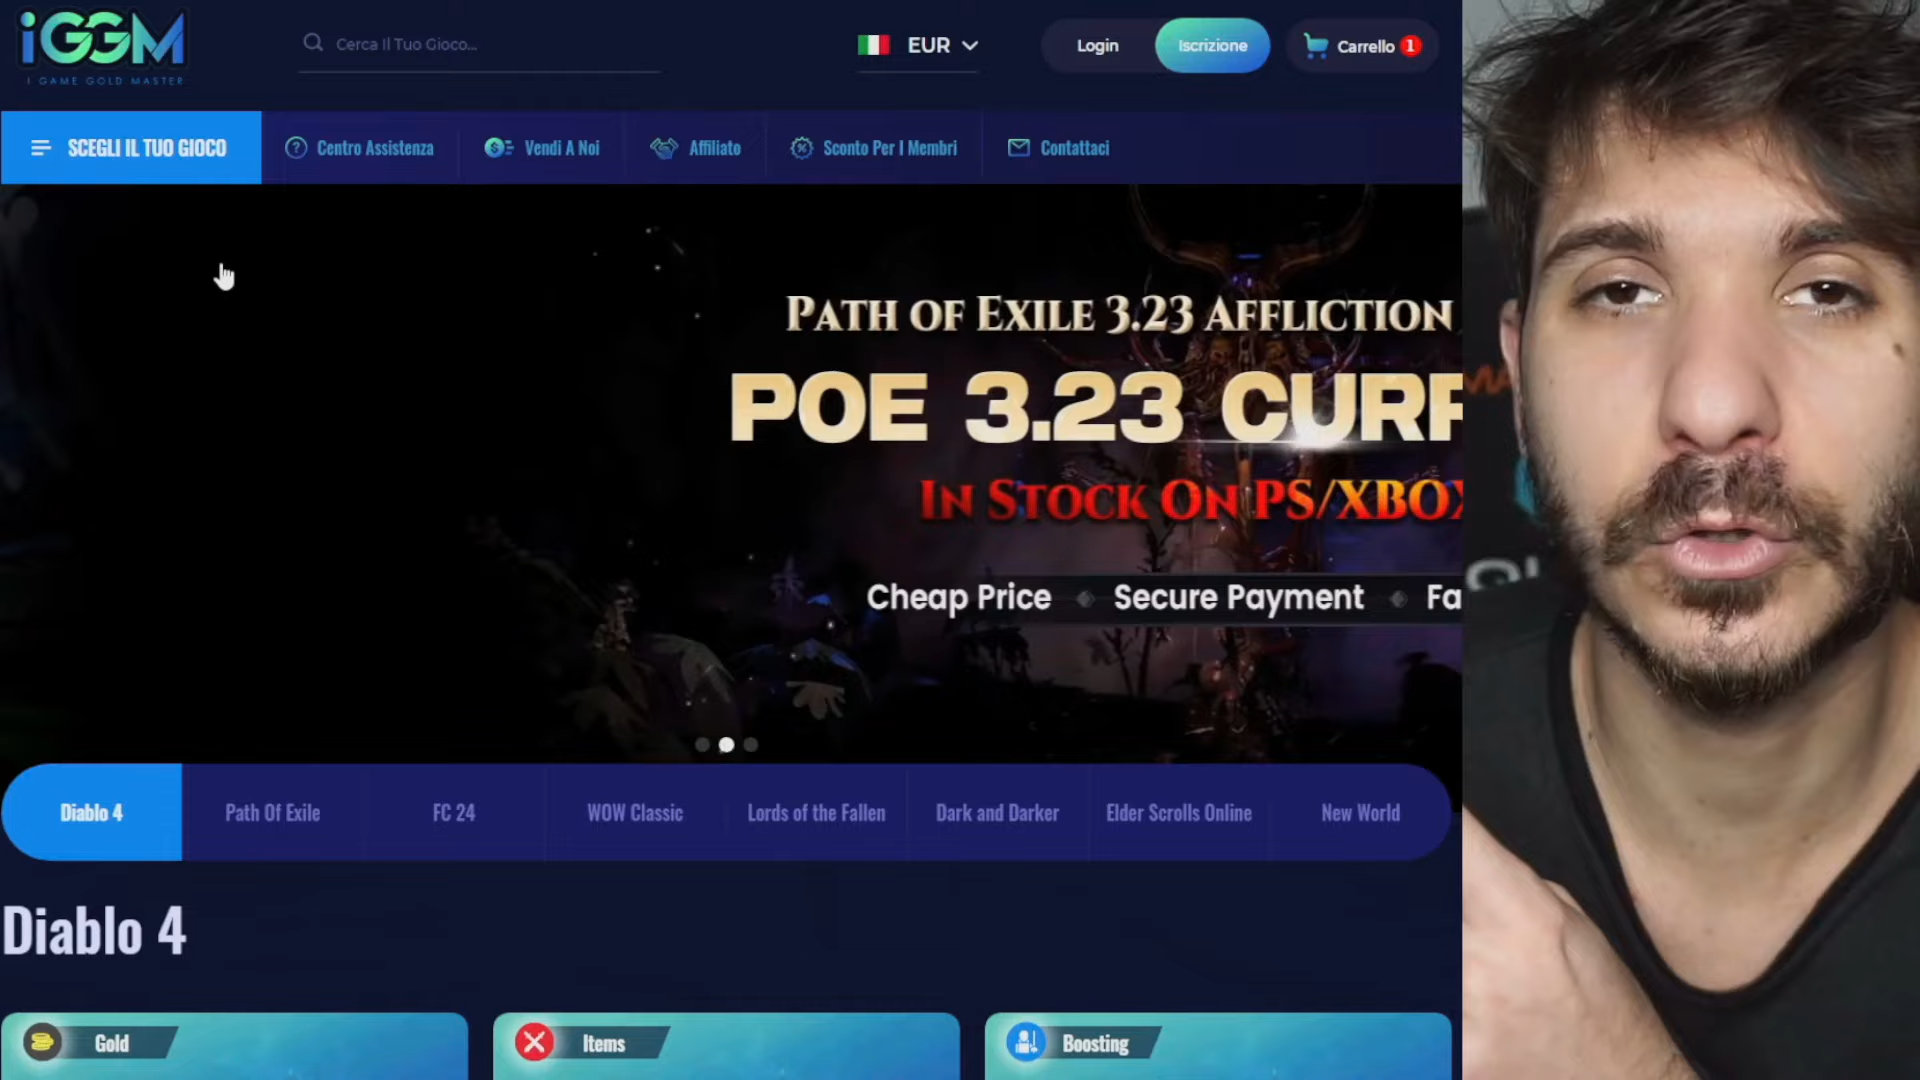 iGGM
I GAME GOLD MASTER
Cerca Il Tuo Gioco...
EUR
Login
Iscrizione
Carrello 1
SCEGLI IL TUO GIOCO
Centro Assistenza
Vendi A Noi
Affiliato
Sconto Per I Membri
Contattaci
PATH OF EXILE 3.23 AFFLICTION
POE 3.23 CURR
IN STOCK ON PS/XBOX
Cheap Price
Secure Payment
Fa
Diablo 4
Path Of Exile
FC 24
WOW Classic
Lords of the Fallen
Dark and Darker
Elder Scrolls Online
New World
Diablo 4
Gold
Items
Boosting